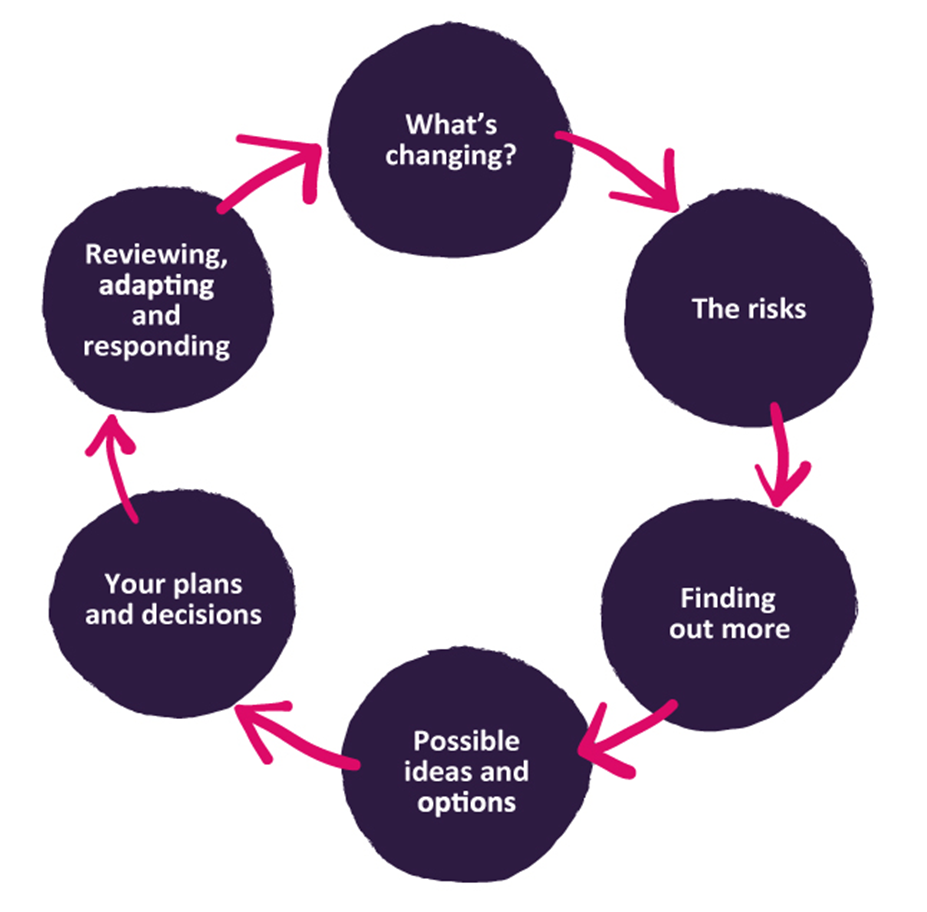 What’s
changing?
The risks
Finding
out more
Possible
ideas and
options
Your plans
and decisions
Reviewing,
adapting
and
responding